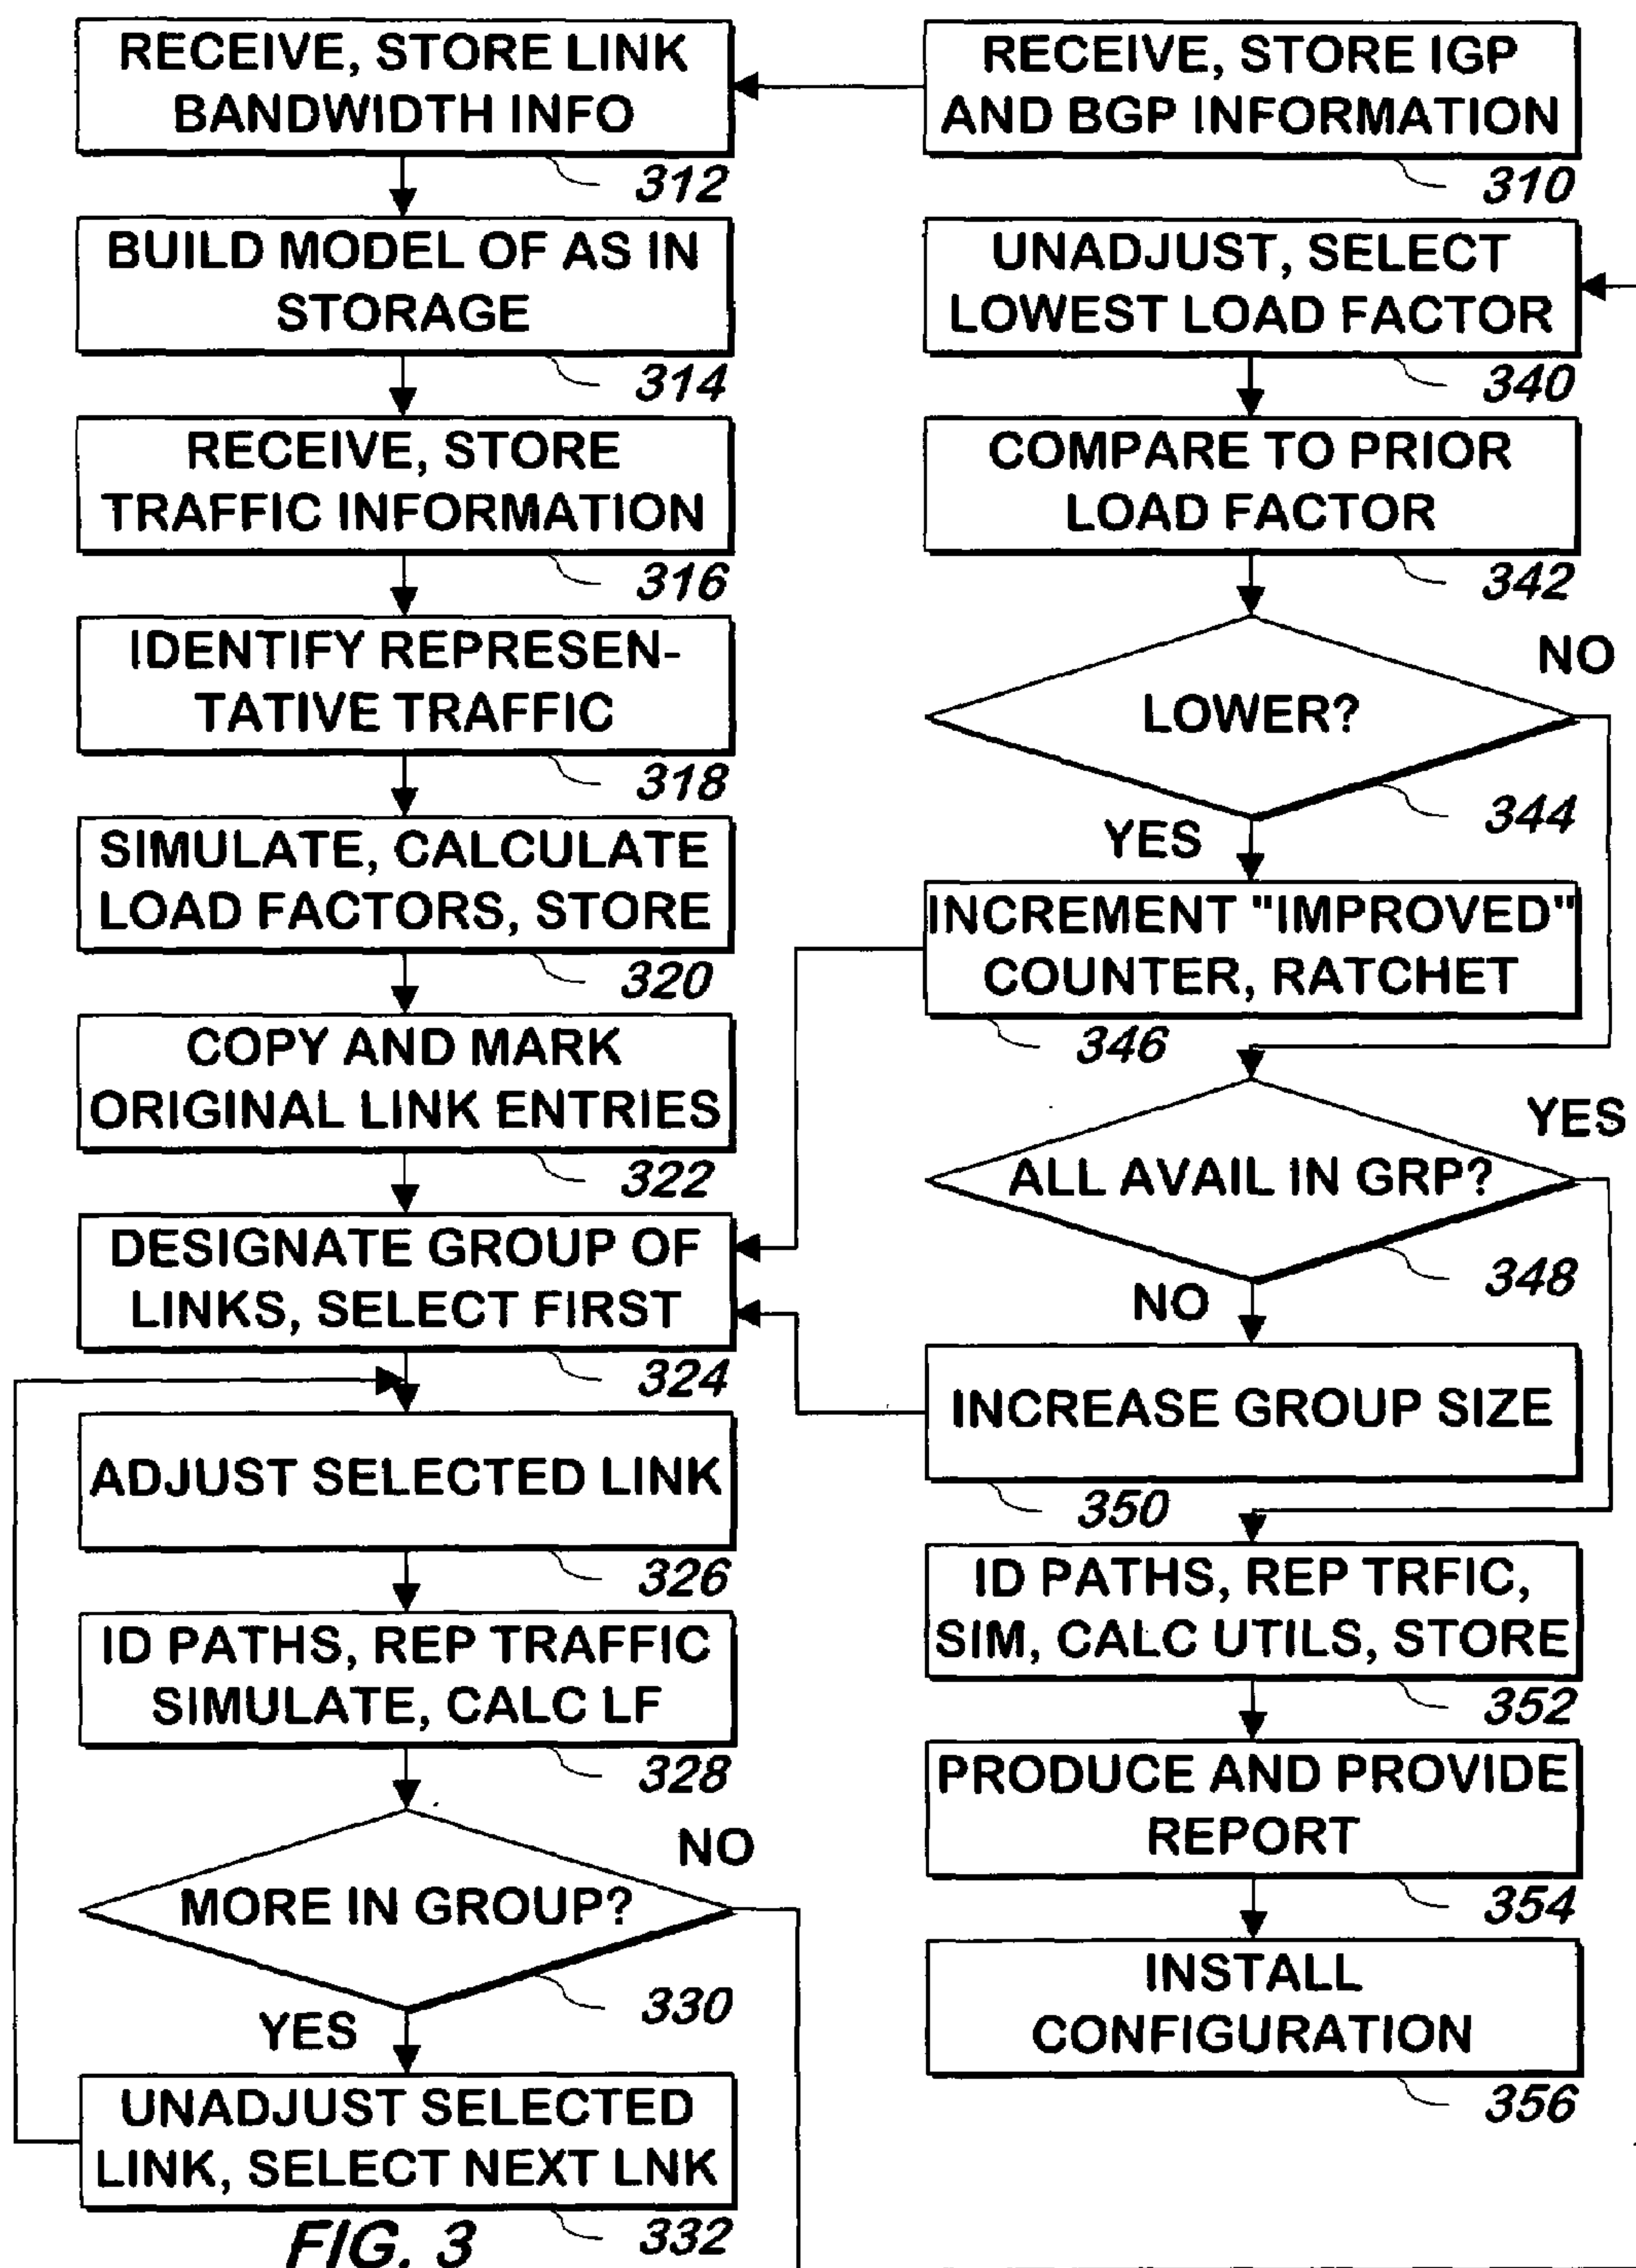 RECEIVE, STORE LINK
BANDWIDTH INFO
312
BUILD MODEL OF AS IN
STORAGE
314
RECEIVE, STORE
TRAFFIC INFORMATION
316
IDENTIFY REPRESEN-
TATIVE TRAFFIC
318
SIMULATE, CALCULATE
LOAD FACTORS, STORE
320
COPY AND MARK
ORIGINAL LINK ENTRIES
322
DESIGNATE GROUP OF
LINKS, SELECT FIRST
324
ADJUST SELECTED LINK
326
ID PATHS, REP TRAFFIC
SIMULATE, CALC LF
328
NO
MORE IN GROUP?
330
YES
UNADJUST SELECTED
LINK, SELECT NEXT LNK
332
FIG. 3
RECEIVE, STORE IGP
AND BGP INFORMATION
310
UNADJUST, SELECT
LOWEST LOAD FACTOR
340
COMPARE TO PRIOR
LOAD FACTOR
342
NO
LOWER?
344
YES
INCREMENT "IMPROVED"
COUNTER, RATCHET
346
YES
ALL AVAIL IN GRP?
348
NO
INCREASE GROUP SIZE
350
ID PATHS, REP TRFIC,
SIM, CALC UTILS, STORE
352
PRODUCE AND PROVIDE
REPORT
354
INSTALL
CONFIGURATION
356